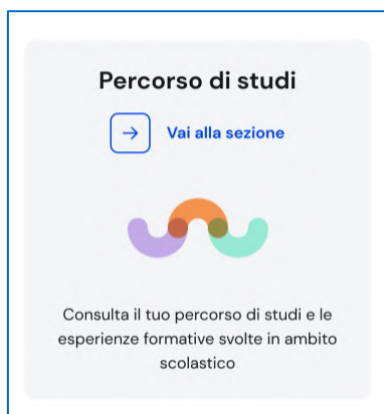 Percorso di studi
Vai alla sezione
Consulta il tuo percorso di studi e le
esperienze formative svolte in ambito
scolastico